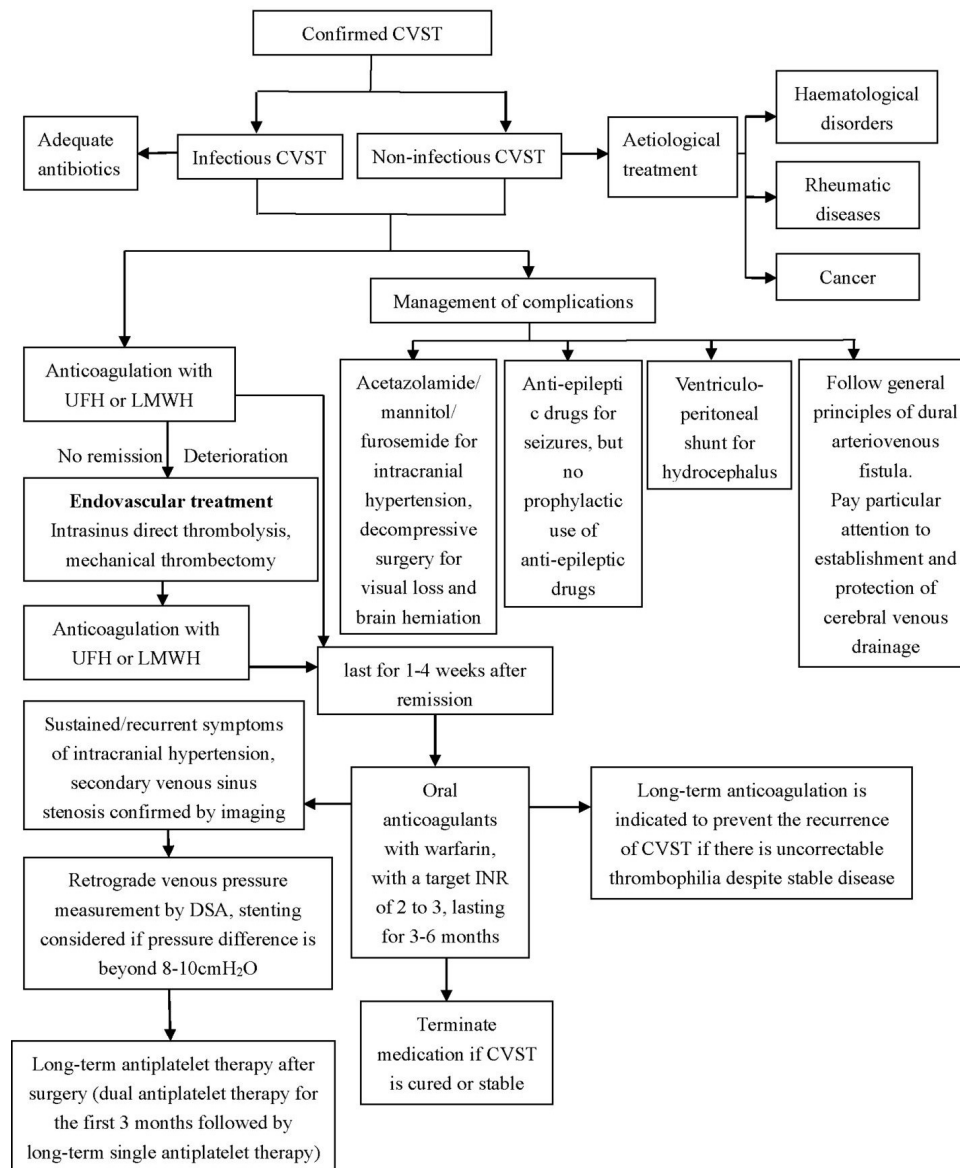 Confirmed CVST
Haematological
disorders
Adequate
antibiotics
Infectious CVST
Non-infectious CVST
Aetiological
treatment
Rheumatic
diseases
Cancer
Management of complications
Anticoagulation with
UFH or LMWH
Acetazolamide/
mannitol/
furosemide for
intracranial
hypertension,
decompressive
surgery for
visual loss and
brain herniation
Anti-epilepti
c drugs for
seizures, but no
prophylactic
use of
anti-epileptic
drugs
Ventriculo-
peritoneal
shunt for
hydrocephalus
Follow general
principles of dural
arteriovenous
fistula.
Pay particular
attention to
establishment and
protection of
cerebral venous
drainage
No remission
Deterioration
Endovascular treatment
Intrasinus direct thrombolysis,
mechanical thrombectomy
Anticoagulation with
UFH or LMWH
last for 1-4 weeks after
remission
Sustained/recurrent symptoms
of intracranial hypertension,
secondary venous sinus
stenosis confirmed by imaging
Oral
anticoagulants
with warfarin,
with a target INR
of 2 to 3, lasting
for 3-6 months
Long-term anticoagulation is
indicated to prevent the recurrence
of CVST if there is uncorrectable
thrombophilia despite stable disease
Retrograde venous pressure
measurement by DSA, stenting
considered if pressure difference is
beyond 8-10cmH₂O
Terminate
medication if CVST
is cured or stable
Long-term antiplatelet therapy after
surgery (dual antiplatelet therapy for
the first 3 months followed by
long-term single antiplatelet therapy)